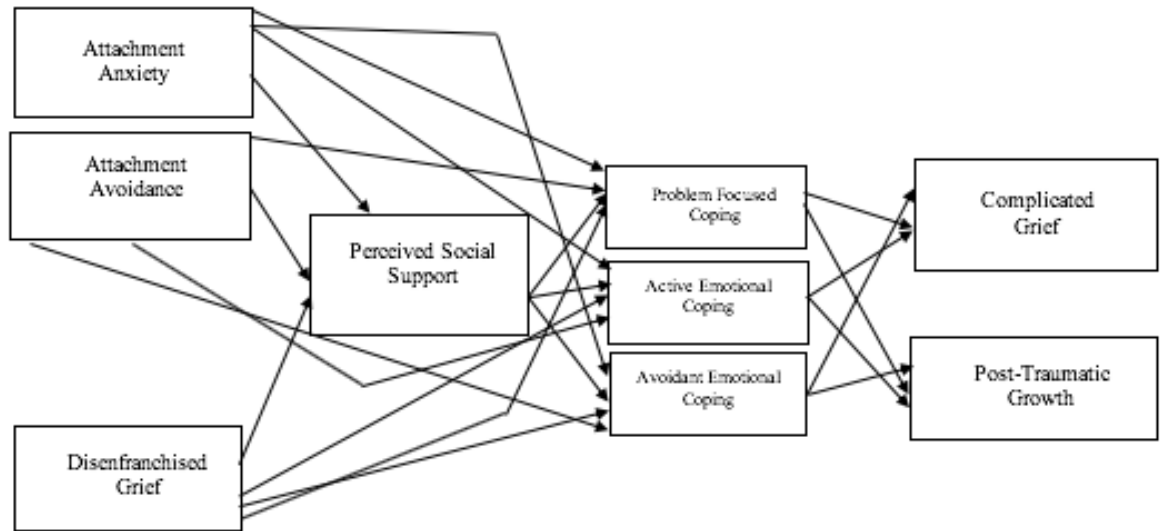 Attachment
Anxiety
Attachment
Avoidance
Perceived Social
Support
Disenfranchised
Grief
Problem Focused
Coping
Active Emotional
Coping
Avoidant Emotional
Coping
Complicated
Grief
Post-Traumatic
Growth